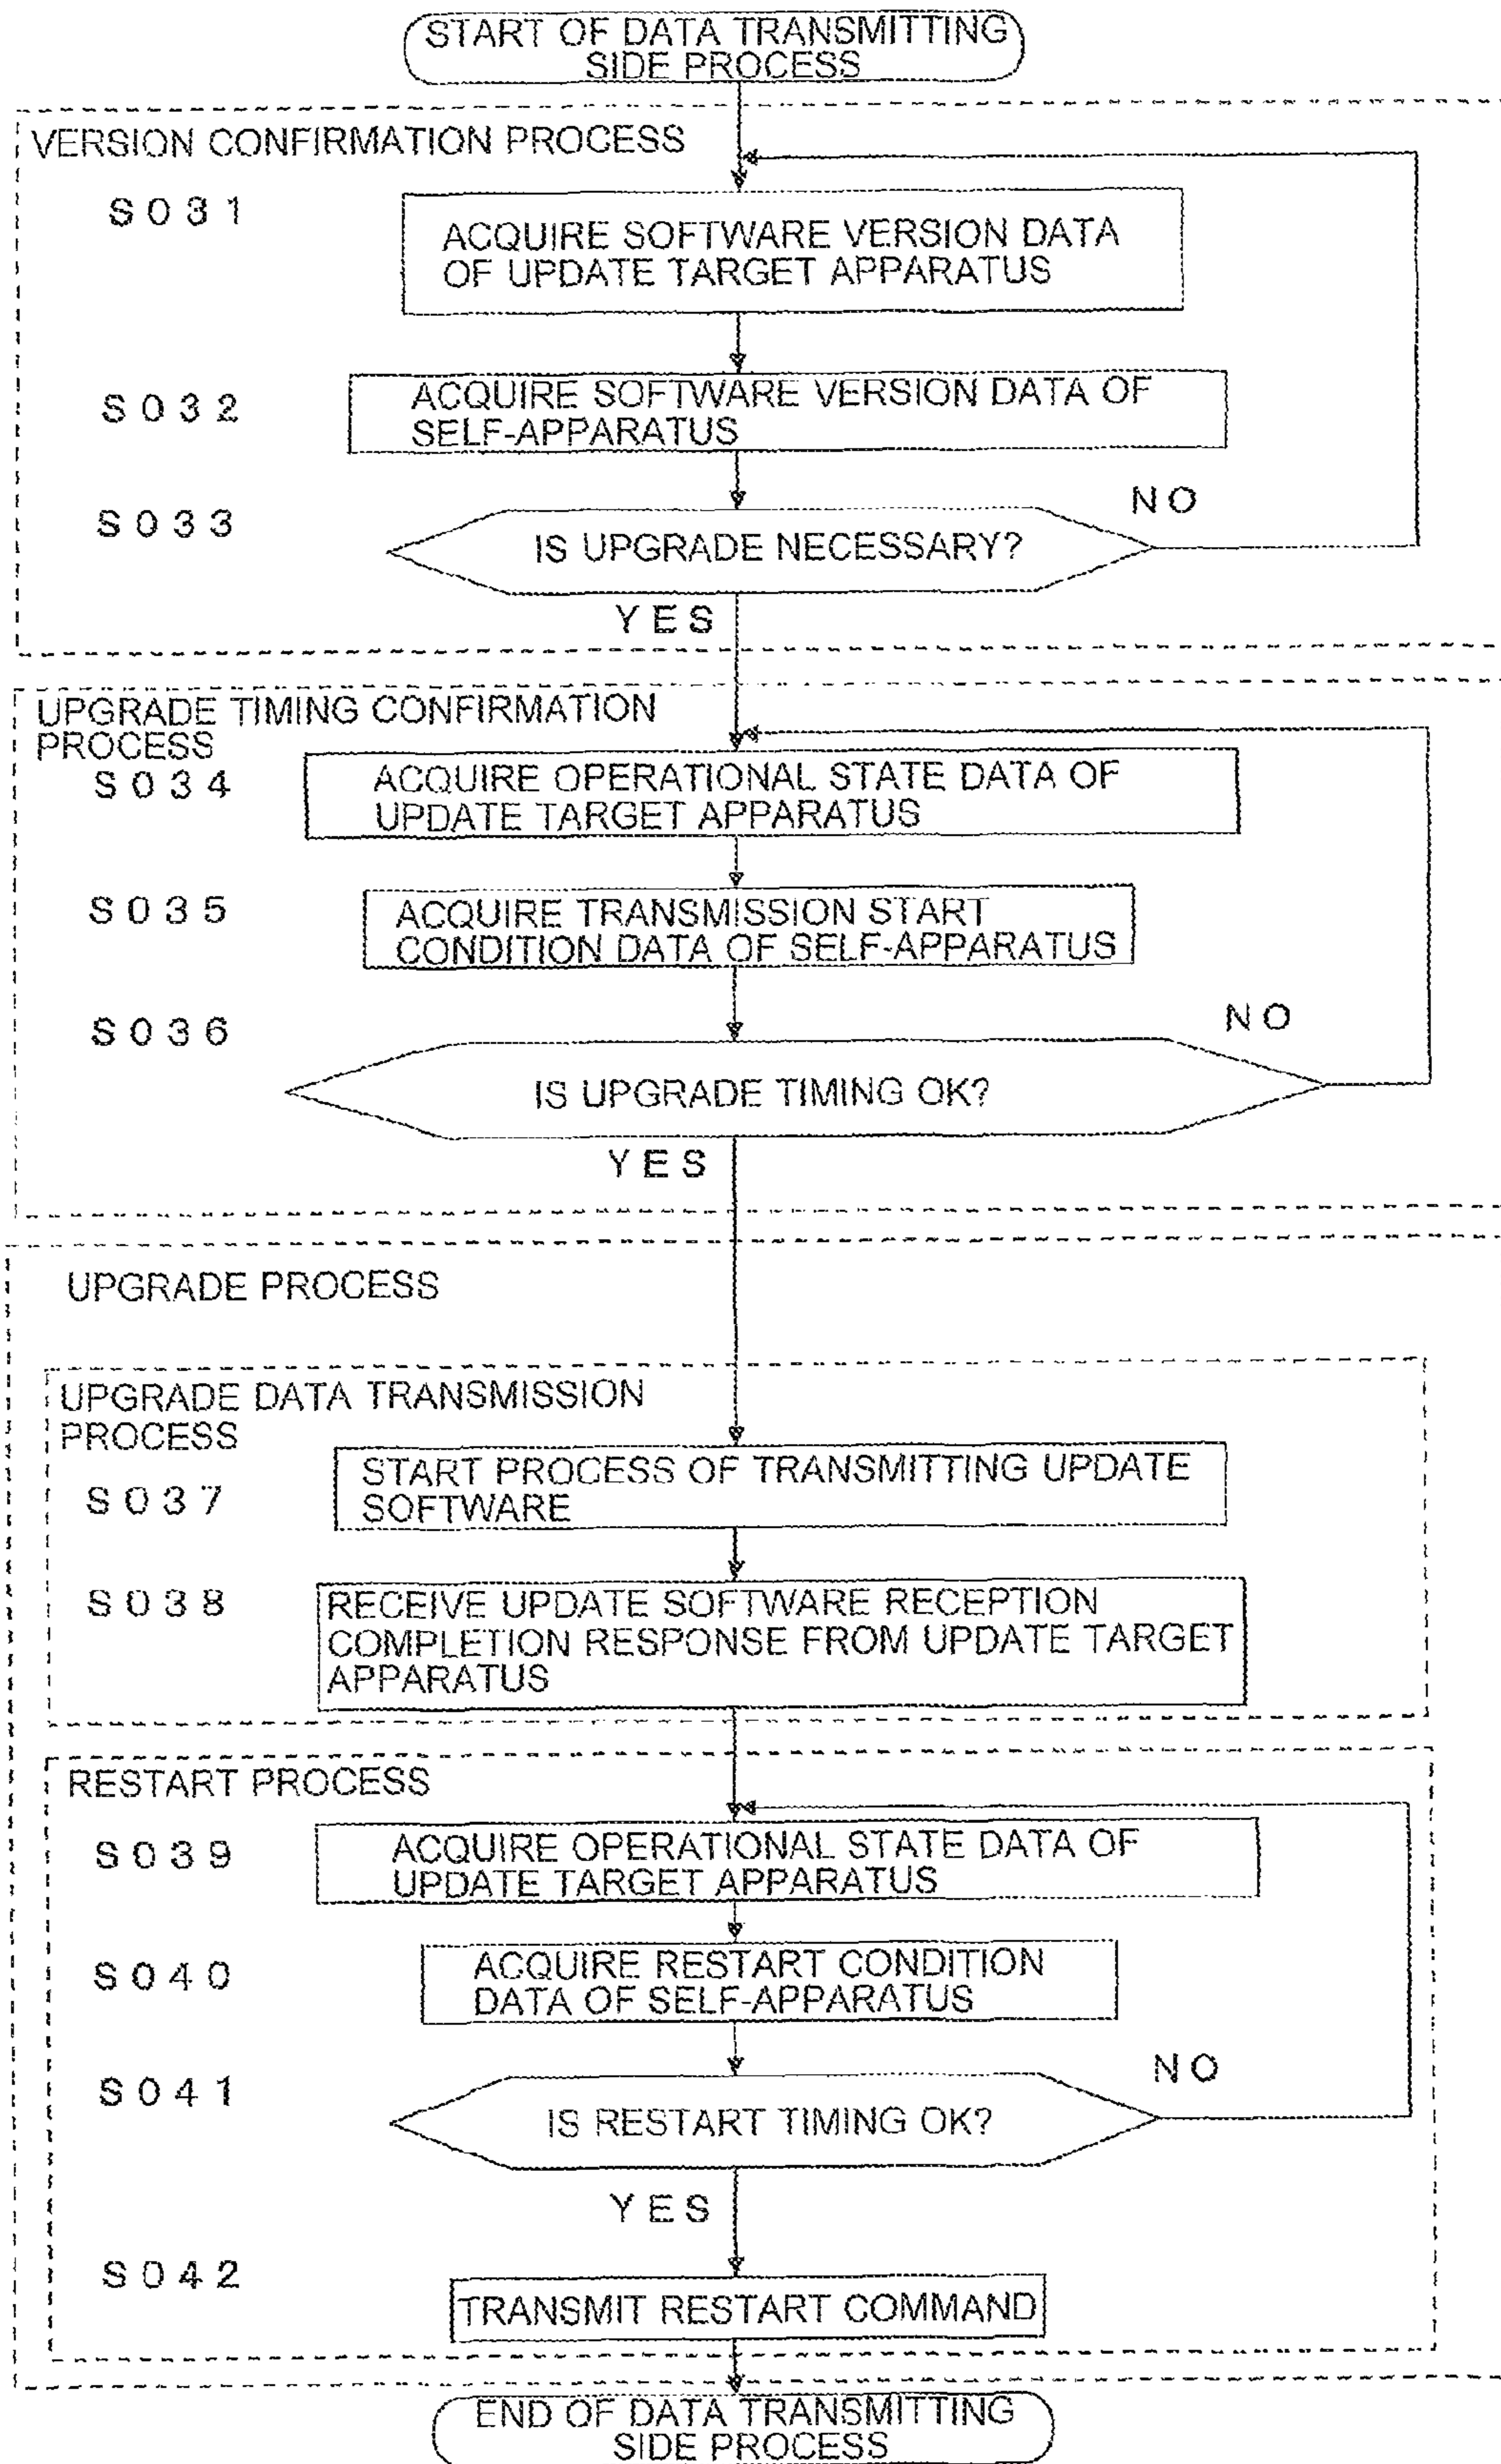 START OF DATA TRANSMITTING
SIDE PROCESS
VERSION CONFIRMATION PROCESS
S031
ACQUIRE SOFTWARE VERSION DATA
OF UPDATE TARGET APPARATUS
S032
ACQUIRE SOFTWARE VERSION DATA OF
SELF-APPARATUS
S033
NO
IS UPGRADE NECESSARY?
YES
UPGRADE TIMING CONFIRMATION
PROCESS
S034
ACQUIRE OPERATIONAL STATE DATA OF
UPDATE TARGET APPARATUS
S035
ACQUIRE TRANSMISSION START
CONDITION DATA OF SELF-APPARATUS
S036
NO
IS UPGRADE TIMING OK?
YES
UPGRADE PROCESS
UPGRADE DATA TRANSMISSION
PROCESS
S037
START PROCESS OF TRANSMITTING UPDATE
SOFTWARE
S038
RECEIVE UPDATE SOFTWARE RECEPTION
COMPLETION RESPONSE FROM UPDATE TARGET
APPARATUS
RESTART PROCESS
S039
ACQUIRE OPERATIONAL STATE DATA OF
UPDATE TARGET APPARATUS
S040
ACQUIRE RESTART CONDITION
DATA OF SELF-APPARATUS
S041
NO
IS RESTART TIMING OK?
YES
S042
TRANSMIT RESTART COMMAND
END OF DATA TRANSMITTING
SIDE PROCESS